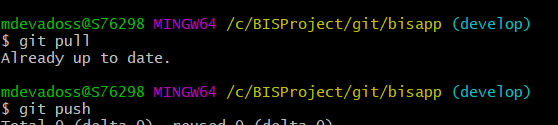 mdevadoss@S76298 MINGW64 /c/BISProject/git/bisapp (develop)
$ git pull
Already up to date.
mdevadoss@S76298 MINGW64 /c/BISProject/git/bisapp (develop)
$ git push
Total 0 (delta 0), reused 0 (delta 0)